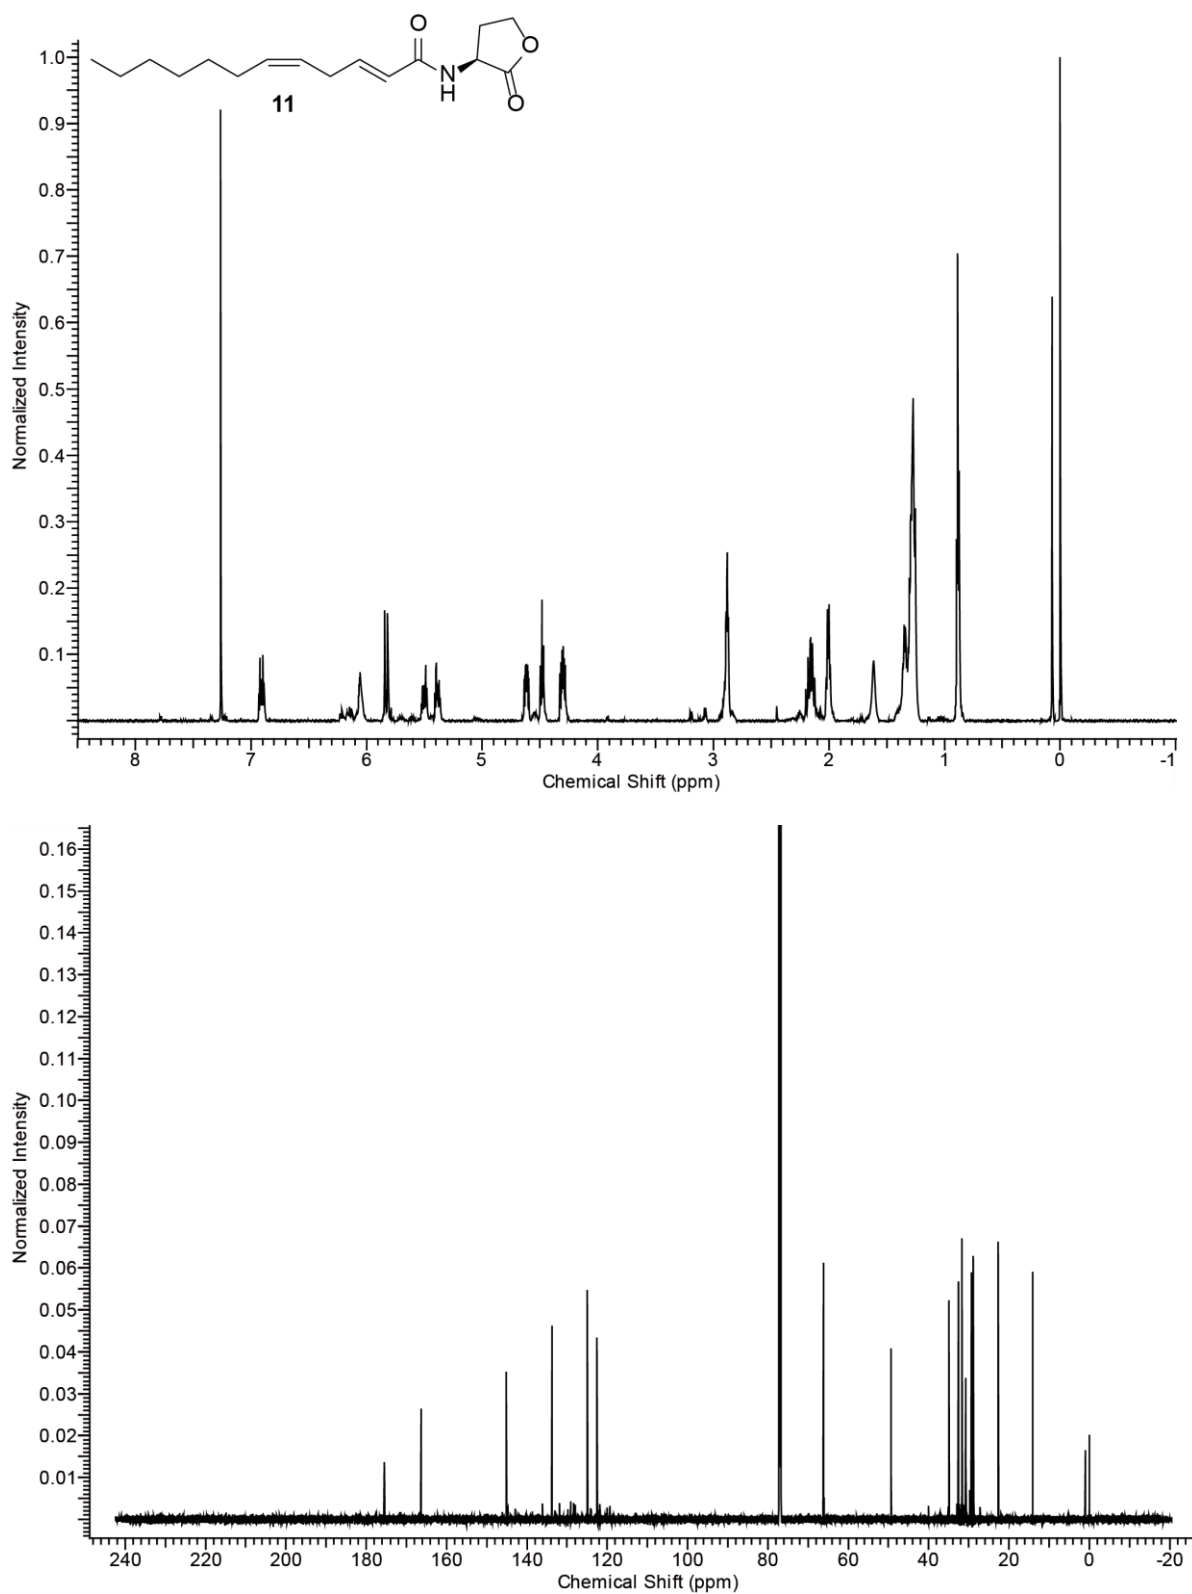 O
O
N
H
O
11
1.0
0.9
0.8
0.7
0.6
0.5
0.4
0.3
0.2
0.1
Normalized Intensity
8 7 6 5 4 3 2 1 0 -1
Chemical Shift (ppm)
0.16
0.15
0.14
0.13
0.12
0.11
0.10
0.09
0.08
0.07
0.06
0.05
0.04
0.03
0.02
0.01
Normalized Intensity
240 220 200 180 160 140 120 100 80 60 40 20 0 -20
Chemical Shift (ppm)